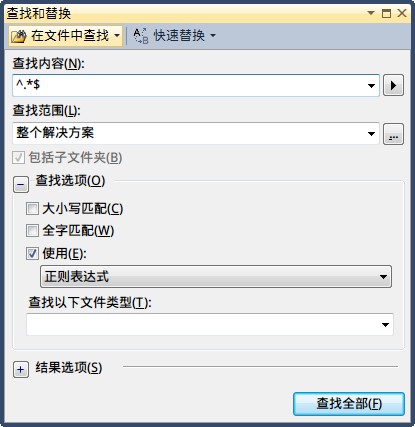 查找和替换
在文件中查找 快速替换
查找内容(N):
^.*$
查找范围(L):
整个解决方案
...
包括子文件夹(B)
查找选项(O)
大小写匹配(C)
全字匹配(W)
使用(E):
正则表达式
查找以下文件类型(T):
结果选项(S)
查找全部(F)